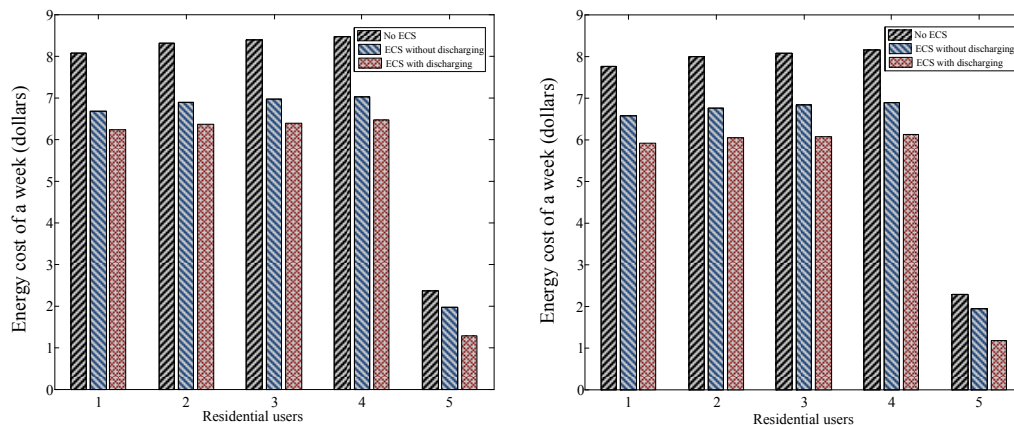 9
8
7
6
5
4
3
2
1
0
Energy cost of a week (dollars)
No ECS
ECS without discharging
ECS with discharging
1 2 3 4 5
Residential users
9
8
7
6
5
4
3
2
1
0
Energy cost of a week (dollars)
No ECS
ECS without discharging
ECS with discharging
1 2 3 4 5
Residential users